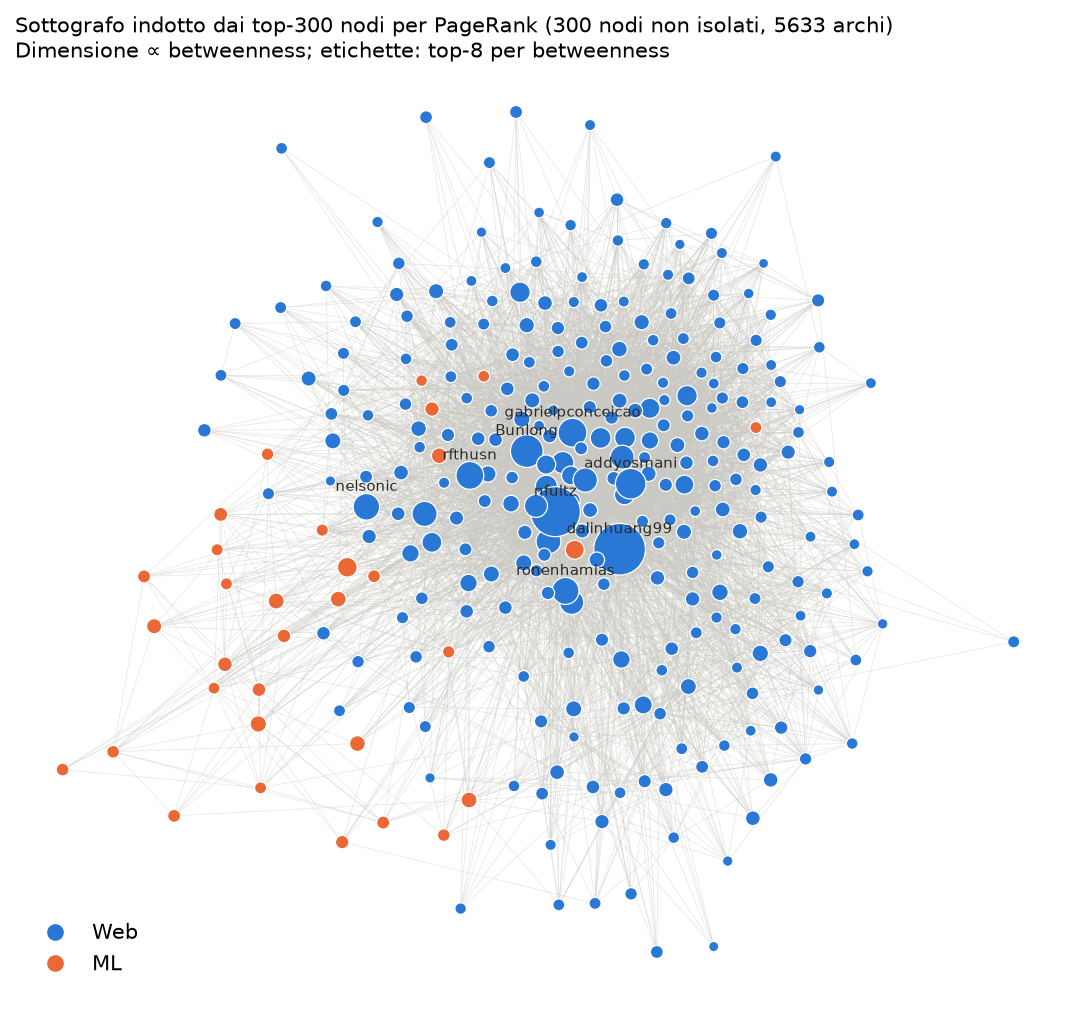 Sottografo indotto dai top-300 nodi per PageRank (300 nodi non isolati, 5633 archi)
Dimensione ∝ betweenness; etichette: top-8 per betweenness
gabrielpconceicao
Bunlong
rfthusn
addyosmani
nelsonic
nfultz
dalinhuang99
ronenhamias
Web
ML